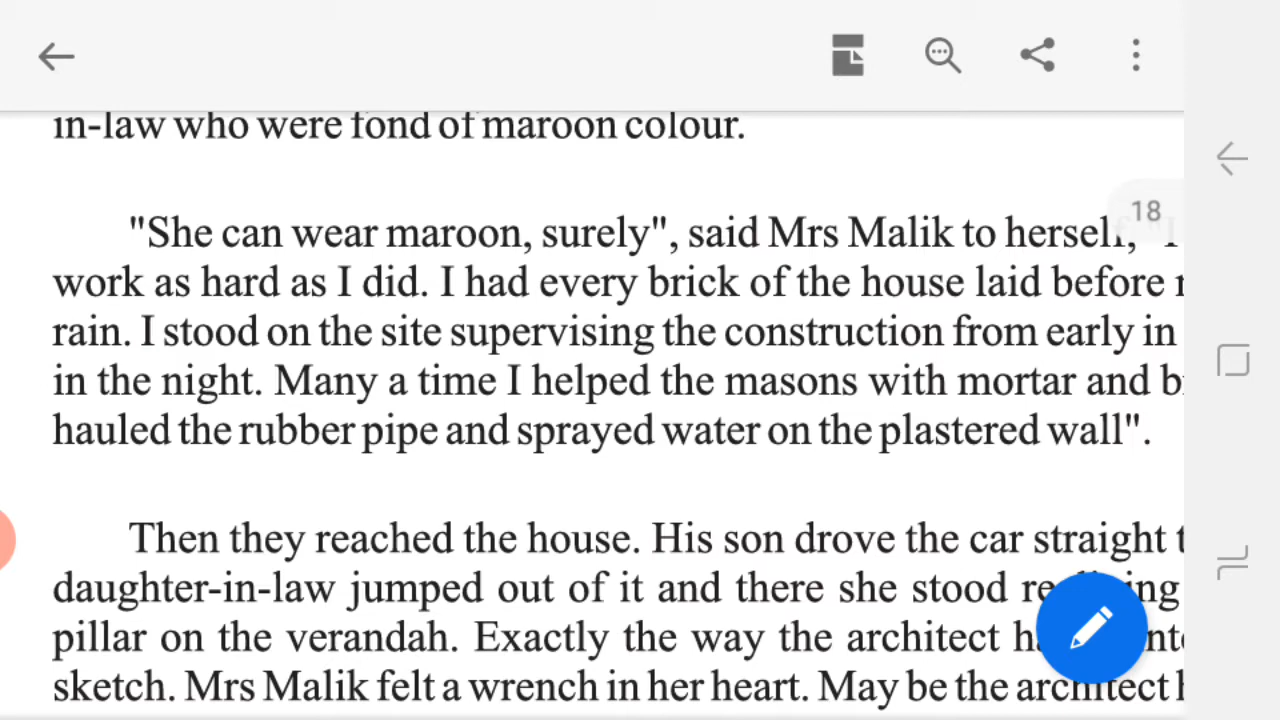 in-law who were fond of maroon colour.
18
"She can wear maroon, surely", said Mrs Malik to herself,
work as hard as I did. I had every brick of the house laid before
rain. I stood on the site supervising the construction from early in
in the night. Many a time I helped the masons with mortar and
hauled the rubber pipe and sprayed water on the plastered wall".
Then they reached the house. His son drove the car straight
daughter-in-law jumped out of it and there she stood
pillar on the verandah. Exactly the way the architect
sketch. Mrs Malik felt a wrench in her heart. May be the architect